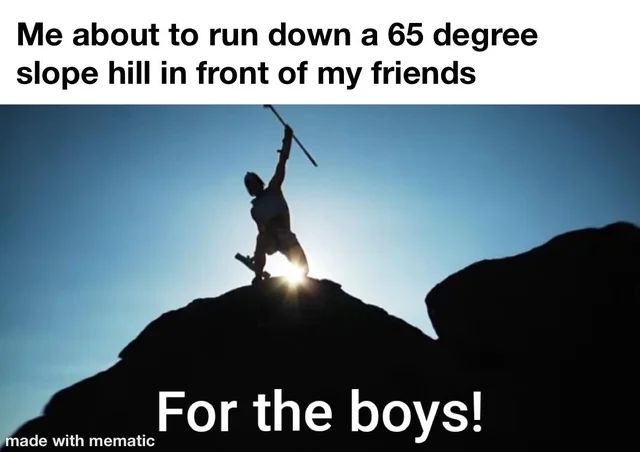 Me about to run down a 65 degree
slope hill in front of my friends
For the boys!
made with mematic